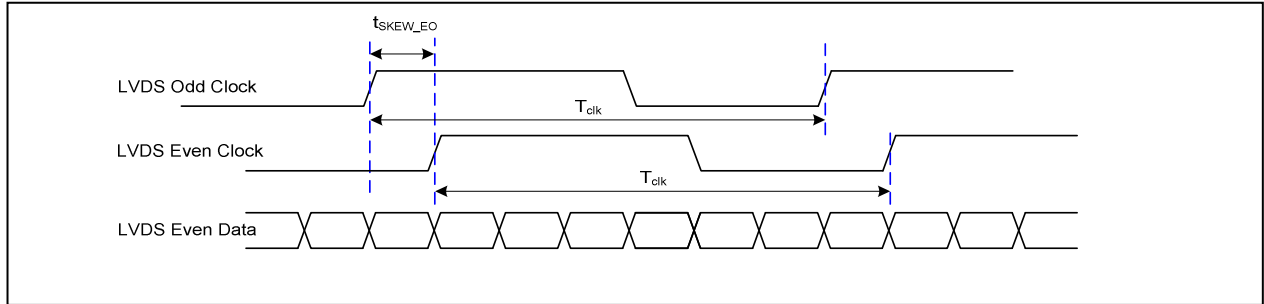 tSKEW_EO
LVDS Odd Clock
Tclk
LVDS Even Clock
Tclk
LVDS Even Data